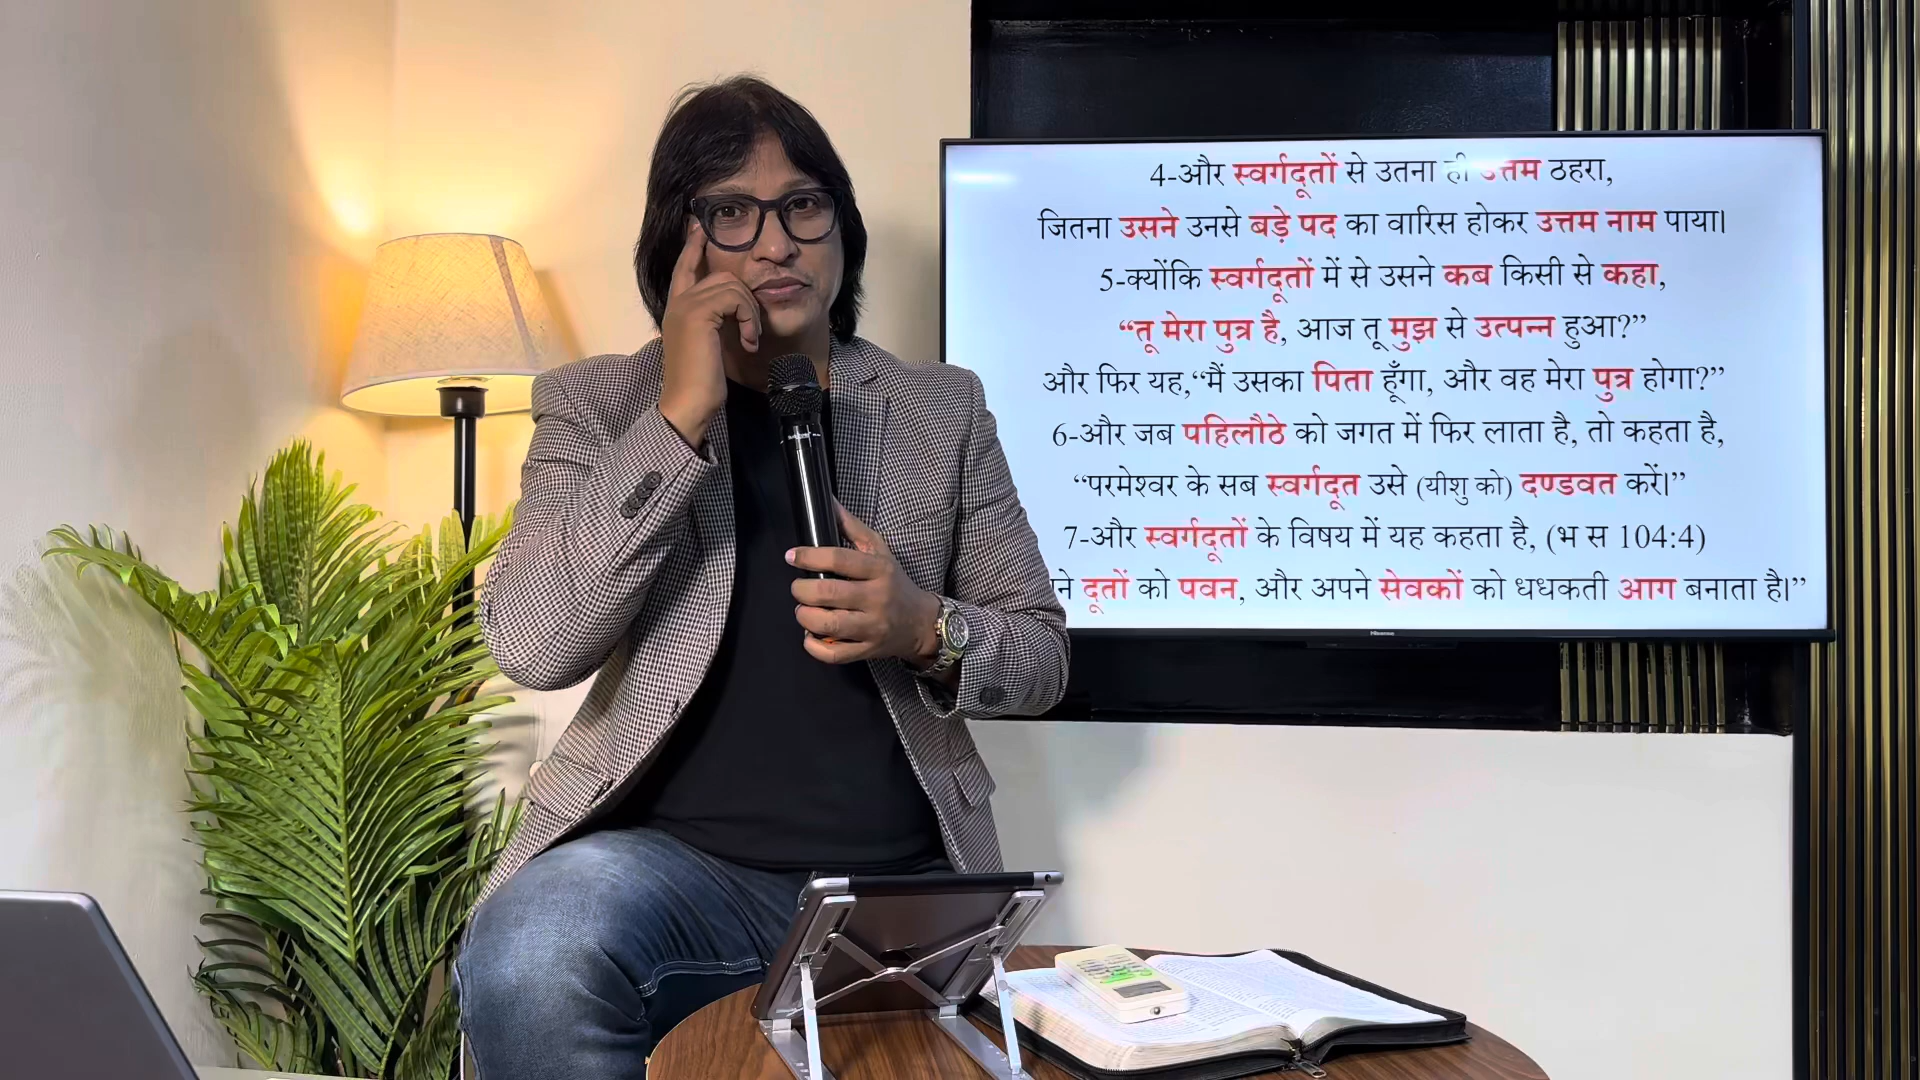 4-और स्वर्गदूतों से उतना ही उत्तम ठहरा,
जितना उसने उनसे बड़े पद का वारिस होकर उत्तम नाम पाया।
5-क्योंकि स्वर्गदूतों में से उसने कब किसी से कहा,
“तू मेरा पुत्र है, आज तू मुझ से उत्पन्न हुआ?”
और फिर यह,“मैं उसका पिता हूँगा, और वह मेरा पुत्र होगा?”
6-और जब पहिलौठे को जगत में फिर लाता है, तो कहता है,
“परमेश्वर के सब स्वर्गदूत उसे (यीशु को) दण्डवत करें।”
7-और स्वर्गदूतों के विषय में यह कहता है, (भ स 104:4)
दूतों को पवन, और अपने सेवकों को धधकती आग बनाता है।”
Hisense